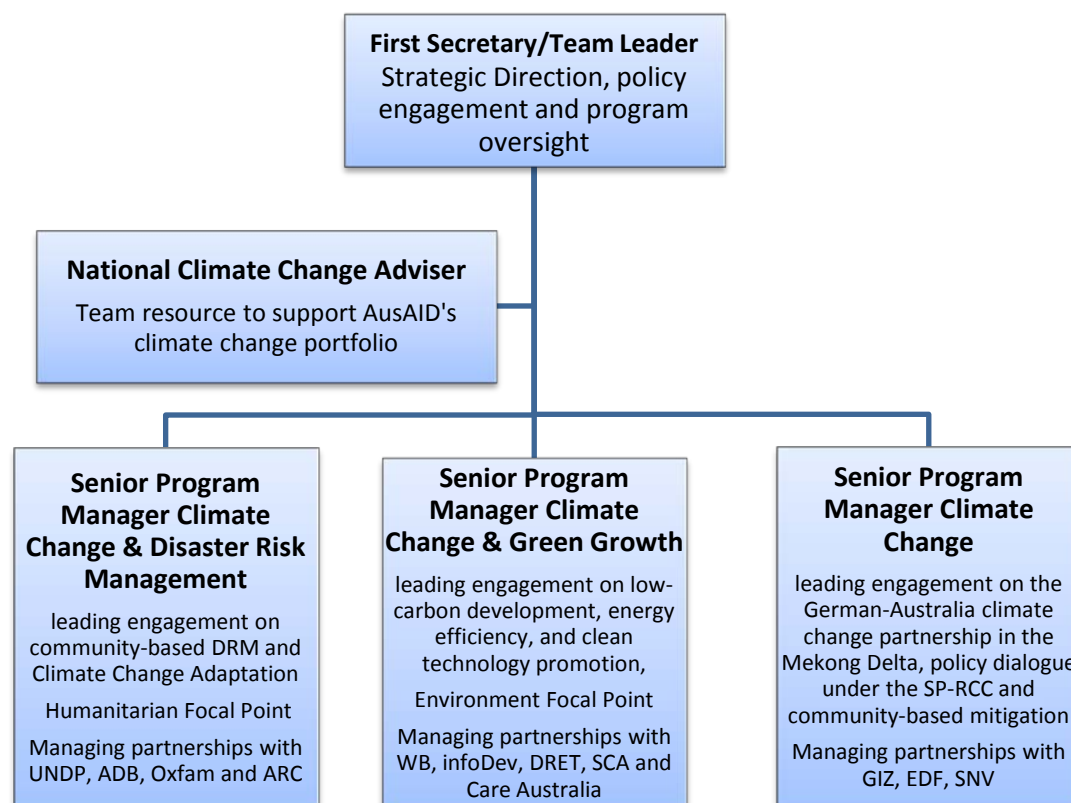 First Secretary/Team Leader
Strategic Direction, policy
engagement and program
oversight
National Climate Change Adviser
Team resource to support AusAID's
climate change portfolio
Senior Program
Manager Climate
Change & Disaster Risk
Management
leading engagement on
community-based DRM and
Climate Change Adaptation
Humanitarian Focal Point
Managing partnerships with
UNDP, ADB, Oxfam and ARC
Senior Program
Manager Climate
Change & Green Growth
leading engagement on low-
carbon development, energy
efficiency, and clean
technology promotion,
Environment Focal Point
Managing partnerships with
WB, infoDev, DRET, SCA and
Care Australia
Senior Program
Manager Climate
Change
leading engagement on the
German-Australia climate
change partnership in the
Mekong Delta, policy dialogue
under the SP-RCC and
community-based mitigation
Managing partnerships with
GIZ, EDF, SNV